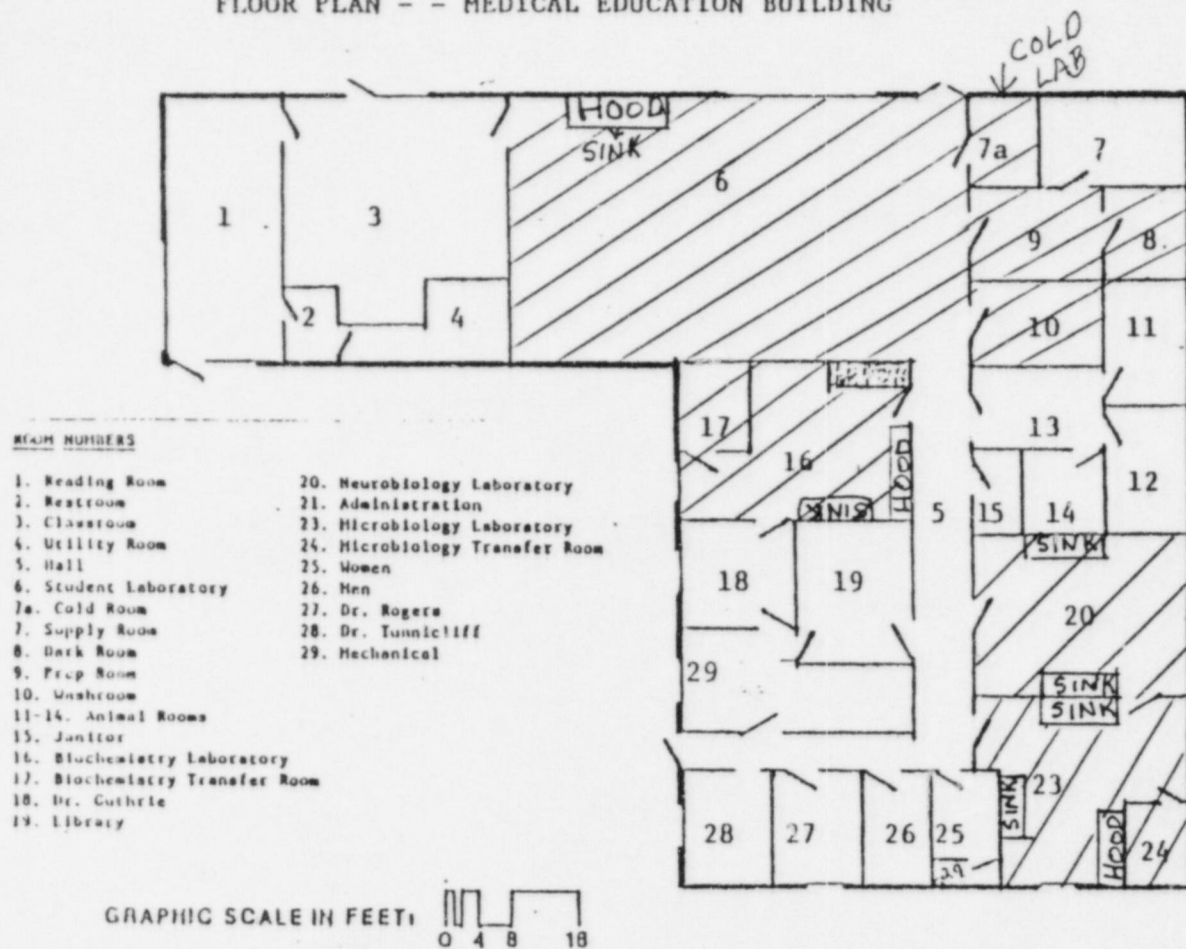 FLOOR PLAN - - MEDICAL EDUCATION BUILDING
COLD
LAB
HOOD
SINK
7a
7
1
3
6
9
8
2
4
10
11
17
13
16
HOOD
SINK
5
15
14
12
SINK
18
19
20
29
SINK
SINK
23
SINK
28
27
26
25
29
HOOD
24
ROOM NUMBERS
1. Reading Room
2. Restroom
3. Classroom
4. Utility Room
5. Hall
6. Student Laboratory
7a. Cold Room
7. Supply Room
8. Dark Room
9. Prep Room
10. Washroom
11-14. Animal Rooms
15. Janitor
16. Biochemistry Laboratory
17. Biochemistry Transfer Room
18. Dr. Guthrie
19. Library
20. Neurobiology Laboratory
21. Administration
23. Microbiology Laboratory
24. Microbiology Transfer Room
25. Women
26. Men
27. Dr. Rogers
28. Dr. Tunnicliff
29. Mechanical
GRAPHIC SCALE IN FEET:
0 4 8 18